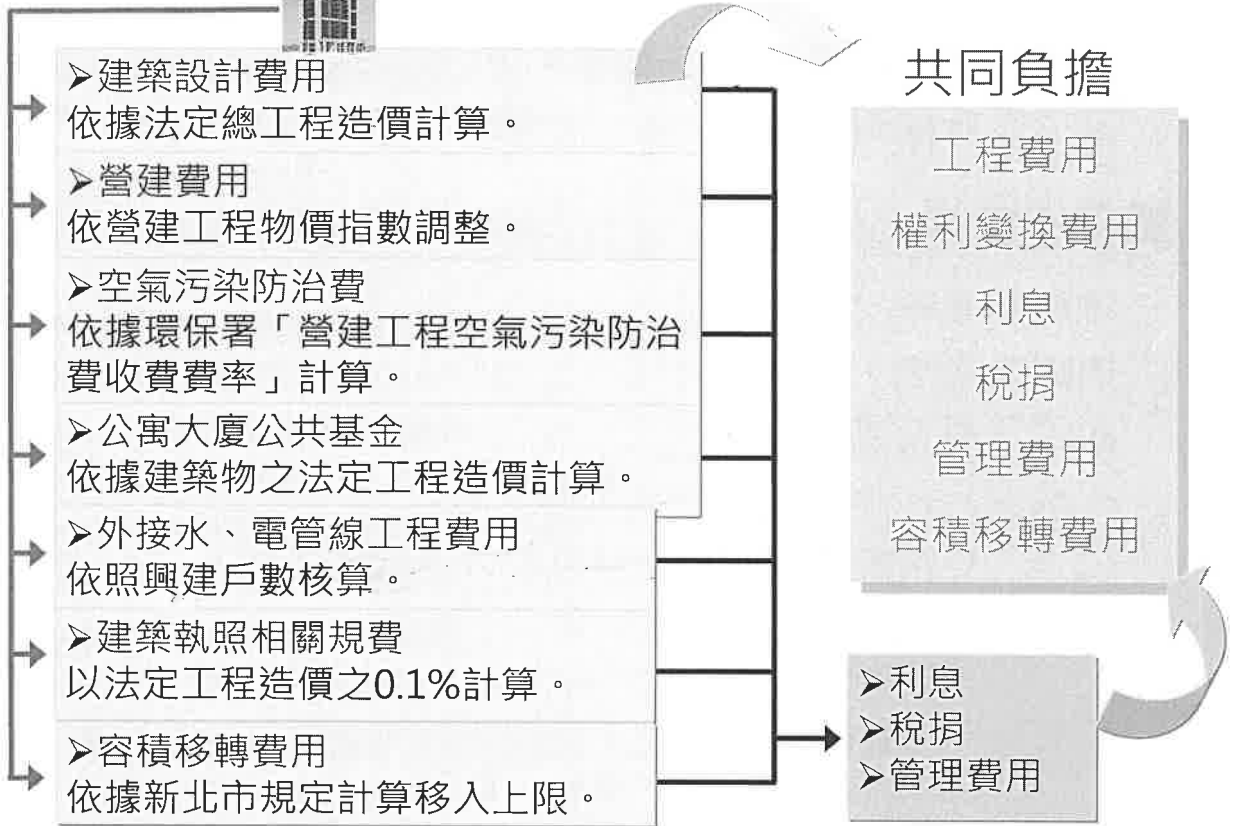 ➢建築設計費用
依據法定總工程造價計算。
➢營建費用
依營建工程物價指數調整。
➢空氣污染防治費
依據環保署「營建工程空氣污染防治
費收費費率」計算。
➢公寓大廈公共基金
依據建築物之法定工程造價計算。
➢外接水、電管線工程費用
依照興建戶數核算。
➢建築執照相關規費
以法定工程造價之0.1%計算。
➢容積移轉費用
依據新北市規定計算移入上限。
共同負擔
工程費用
權利變換費用
利息
稅捐
管理費用
容積移轉費用
➢利息
➢稅捐
➢管理費用